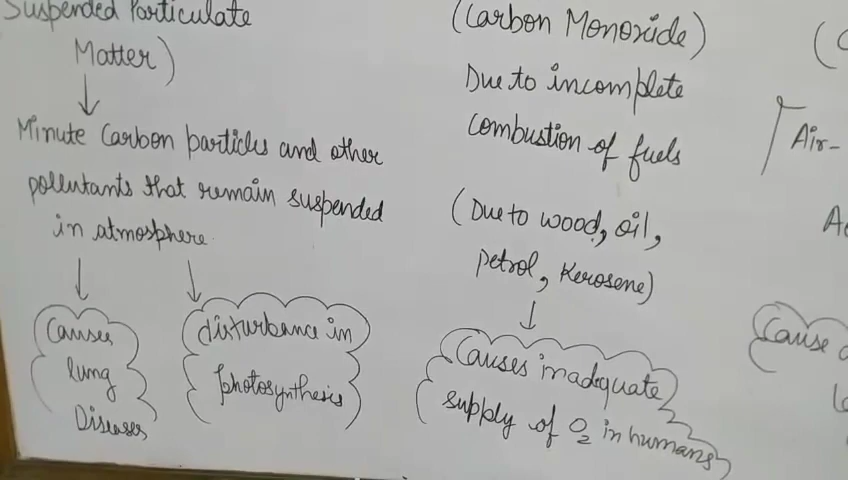 Suspended Particulate
Matter)
Minute Carbon particles and other
pollutants that remain suspended
in atmosphere
Causes
lung
Diseases
disturbance in
photosynthesis
(Carbon Monoxide)
Due to incomplete
combustion of fuels
(Due to wood, oil,
petrol, Kerosene)
Causes inadequate
supply of O₂ in humans
(
Air-
Cause